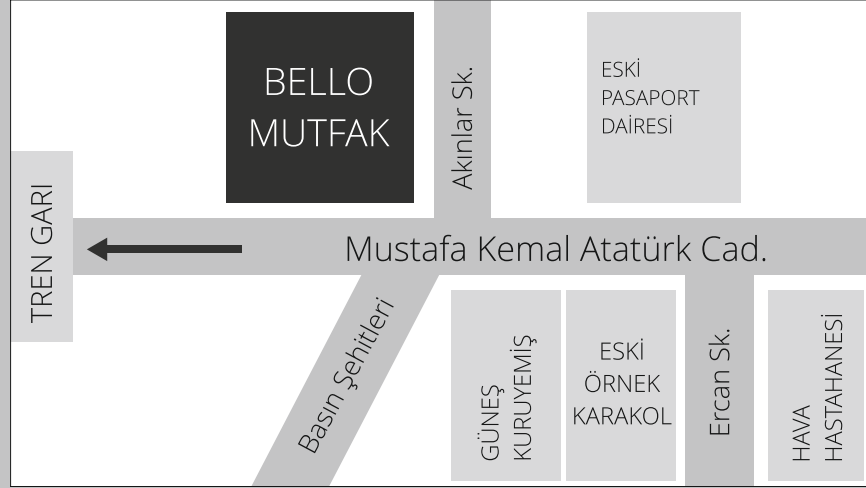 BELLO
MUTFAK
Akınlar Sk.
ESKİ
PASAPORT
DAİRESİ
TREN GARI
Mustafa Kemal Atatürk Cad.
Basın Şehitleri
GÜNEŞ
KURUYEMİŞ
ESKİ
ÖRNEK
KARAKOL
Ercan Sk.
HAVA
HASTAHANESİ